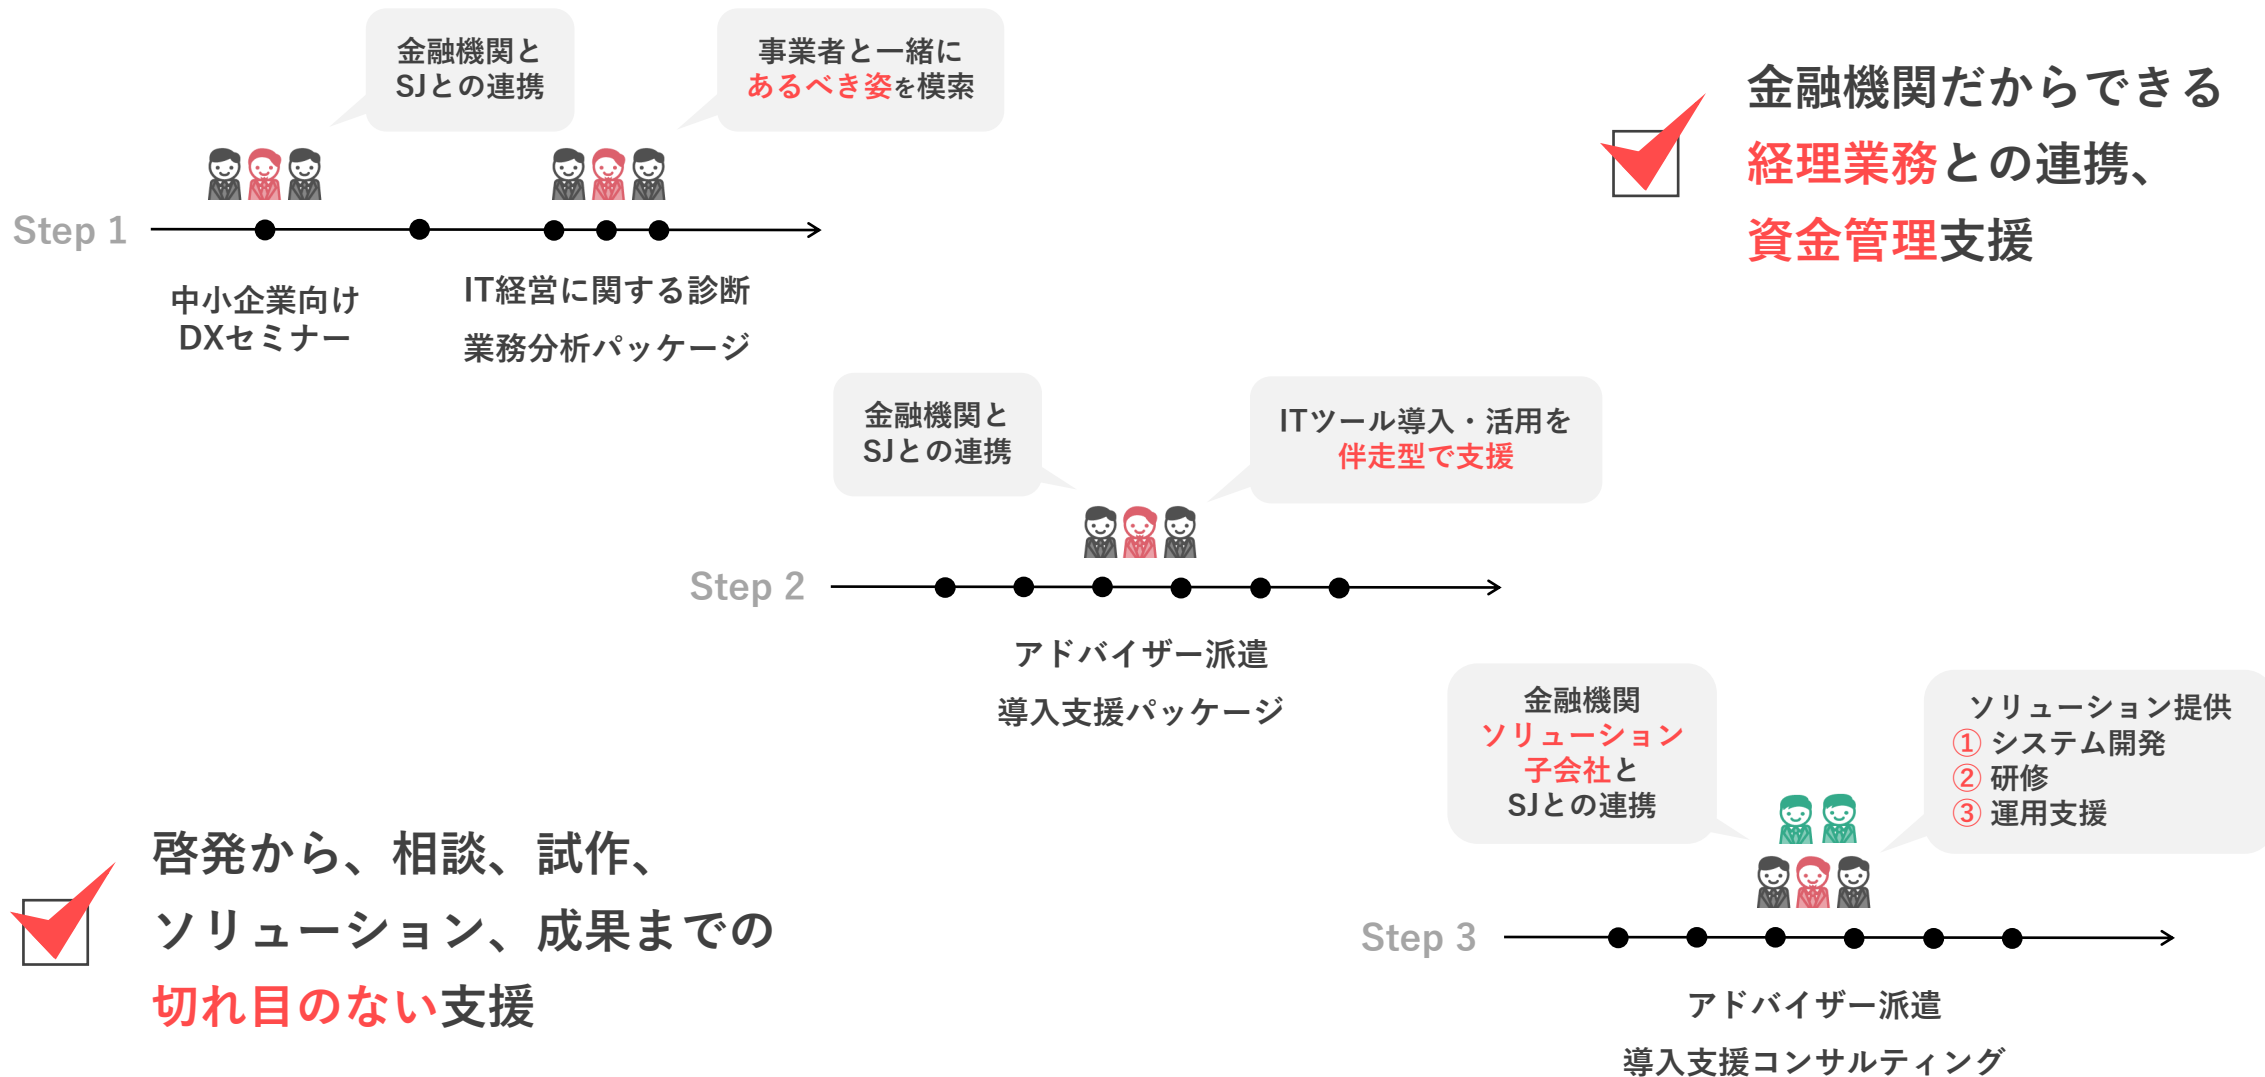 金融機関と
SJとの連携
事業者と一緒に
あるべき姿を模索
Step 1
中小企業向け
DXセミナー
IT経営に関する診断
業務分析パッケージ
金融機関だからできる
経理業務との連携、
資金管理支援
金融機関と
SJとの連携
ITツール導入・活用を
伴走型で支援
Step 2
アドバイザー派遣
導入支援パッケージ
金融機関
ソリューション
子会社と
SJとの連携
ソリューション提供
① システム開発
② 研修
③ 運用支援
Step 3
アドバイザー派遣
導入支援コンサルティング
啓発から、相談、試作、
ソリューション、成果までの
切れ目のない支援